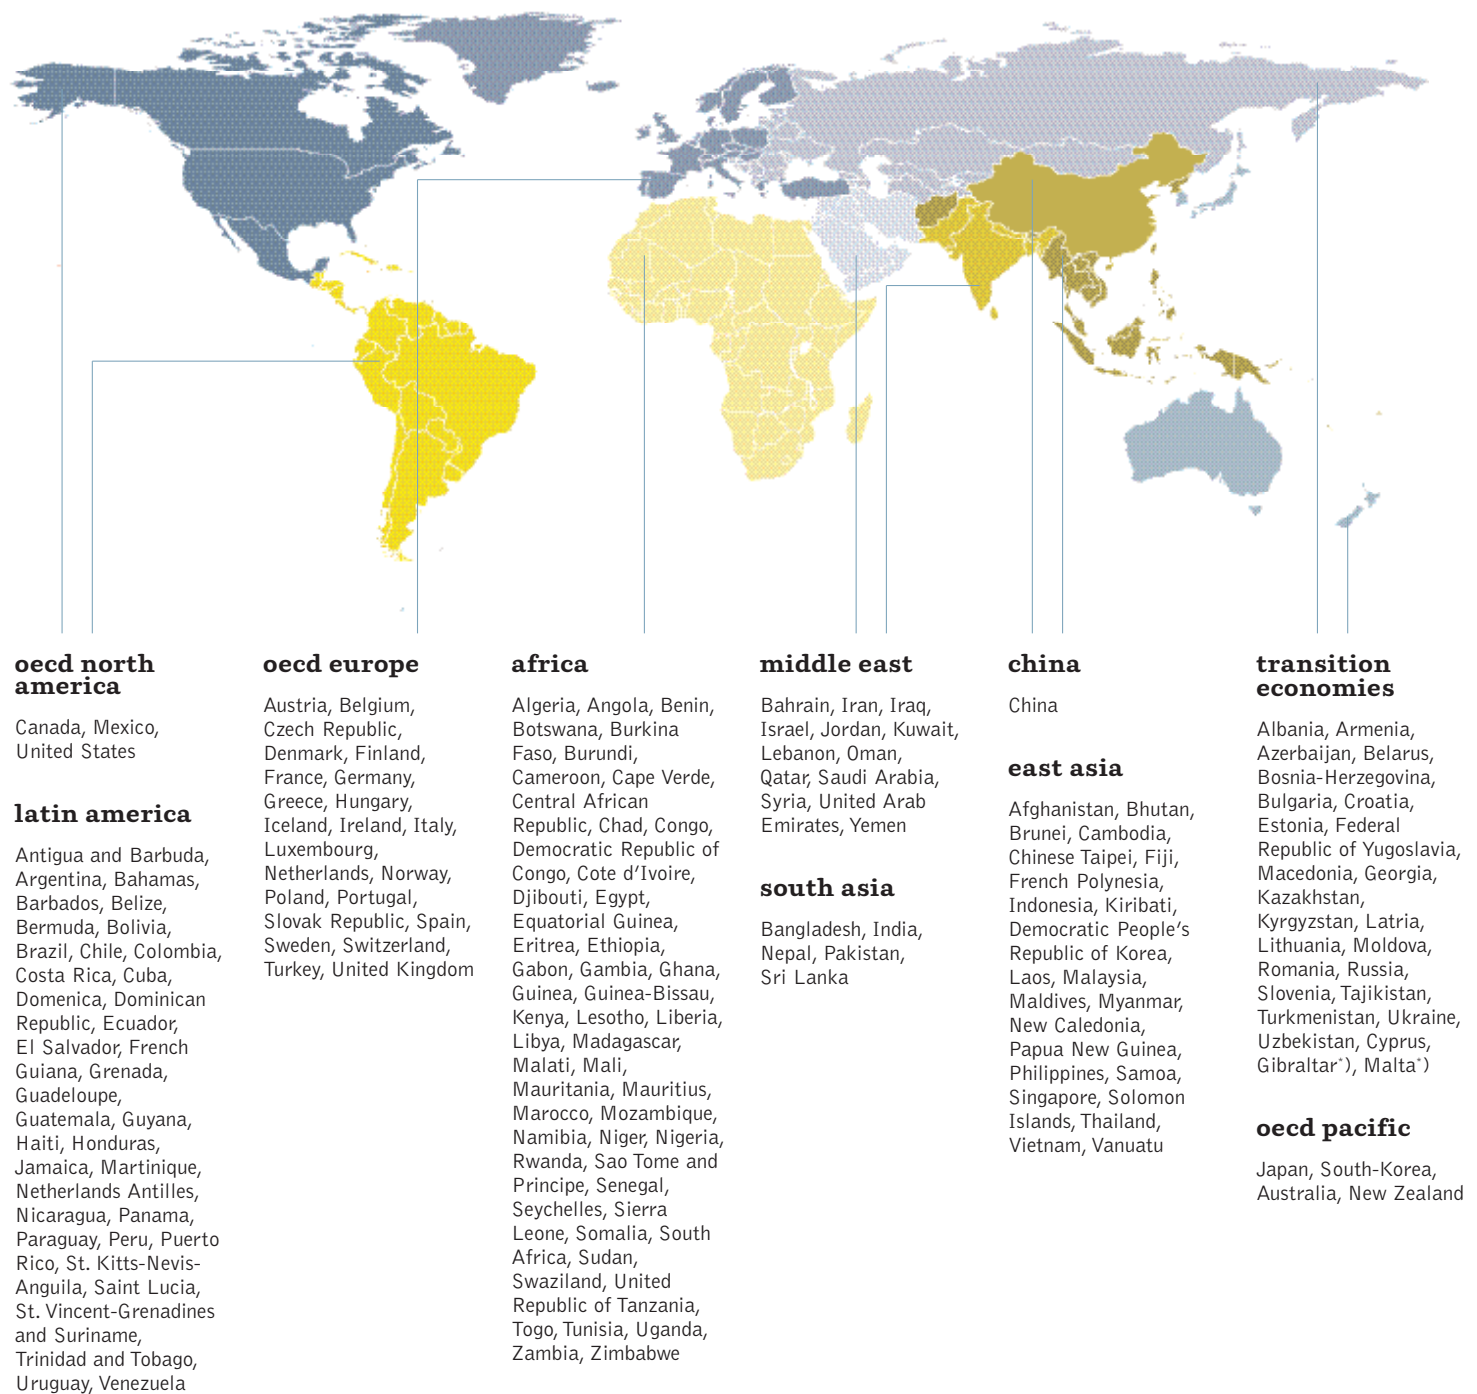 oecd north
america
Canada, Mexico,
United States
latin america
Antigua and Barbuda,
Argentina, Bahamas,
Barbados, Belize,
Bermuda, Bolivia,
Brazil, Chile, Colombia,
Costa Rica, Cuba,
Domenica, Dominican
Republic, Ecuador,
El Salvador, French
Guiana, Grenada,
Guadeloupe,
Guatemala, Guyana,
Haiti, Honduras,
Jamaica, Martinique,
Netherlands Antilles,
Nicaragua, Panama,
Paraguay, Peru, Puerto
Rico, St. Kitts-Nevis-
Anguila, Saint Lucia,
St. Vincent-Grenadines
and Suriname,
Trinidad and Tobago,
Uruguay, Venezuela
oecd europe
Austria, Belgium,
Czech Republic,
Denmark, Finland,
France, Germany,
Greece, Hungary,
Iceland, Ireland, Italy,
Luxembourg,
Netherlands, Norway,
Poland, Portugal,
Slovak Republic, Spain,
Sweden, Switzerland,
Turkey, United Kingdom
africa
Algeria, Angola, Benin,
Botswana, Burkina
Faso, Burundi,
Cameroon, Cape Verde,
Central African
Republic, Chad, Congo,
Democratic Republic of
Congo, Cote d’Ivoire,
Djibouti, Egypt,
Equatorial Guinea,
Eritrea, Ethiopia,
Gabon, Gambia, Ghana,
Guinea, Guinea-Bissau,
Kenya, Lesotho, Liberia,
Libya, Madagascar,
Malati, Mali,
Mauritania, Mauritius,
Marocco, Mozambique,
Namibia, Niger, Nigeria,
Rwanda, Sao Tome and
Principe, Senegal,
Seychelles, Sierra
Leone, Somalia, South
Africa, Sudan,
Swaziland, United
Republic of Tanzania,
Togo, Tunisia, Uganda,
Zambia, Zimbabwe
middle east
Bahrain, Iran, Iraq,
Israel, Jordan, Kuwait,
Lebanon, Oman,
Qatar, Saudi Arabia,
Syria, United Arab
Emirates, Yemen
south asia
Bangladesh, India,
Nepal, Pakistan,
Sri Lanka
china
China
east asia
Afghanistan, Bhutan,
Brunei, Cambodia,
Chinese Taipei, Fiji,
French Polynesia,
Indonesia, Kiribati,
Democratic People’s
Republic of Korea,
Laos, Malaysia,
Maldives, Myanmar,
New Caledonia,
Papua New Guinea,
Philippines, Samoa,
Singapore, Solomon
Islands, Thailand,
Vietnam, Vanuatu
transition
economies
Albania, Armenia,
Azerbaijan, Belarus,
Bosnia-Herzegovina,
Bulgaria, Croatia,
Estonia, Federal
Republic of Yugoslavia,
Macedonia, Georgia,
Kazakhstan,
Kyrgyzstan, Latria,
Lithuania, Moldova,
Romania, Russia,
Slovenia, Tajikistan,
Turkmenistan, Ukraine,
Uzbekistan, Cyprus,
Gibraltar*), Malta*)
oecd pacific
Japan, South-Korea,
Australia, New Zealand